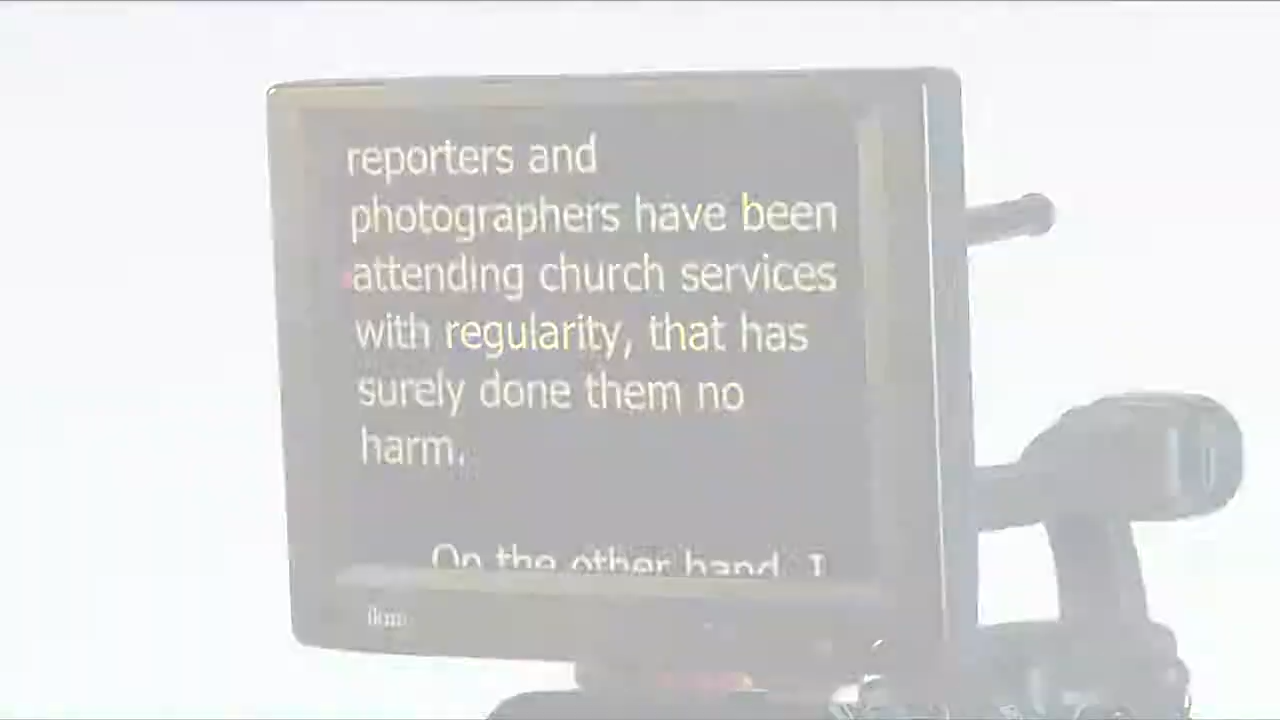 reporters and
photographers have been
attending church services
with regularity, that has
surely done them no
harm.
On the other hand, I